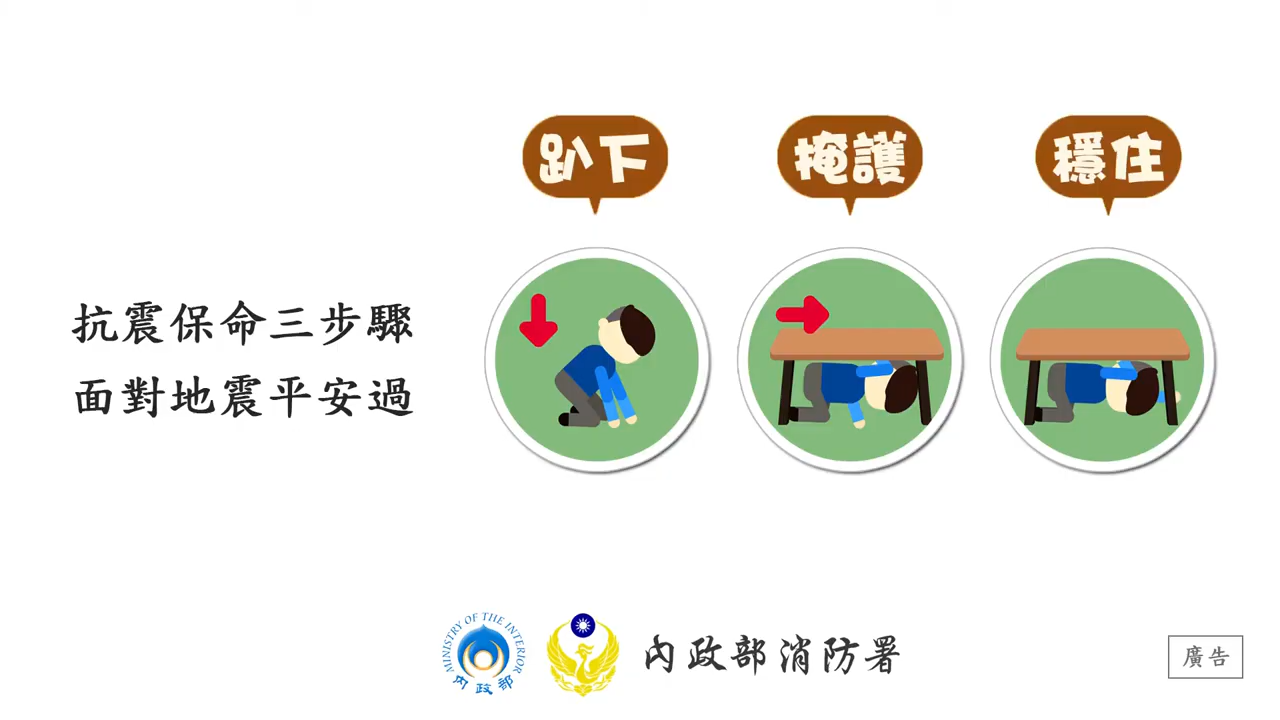 趴下
掩護
穩住
抗震保命三步驟
面對地震平安過
MINISTRY OF THE INTERIOR
內政部
內政部消防署
廣告